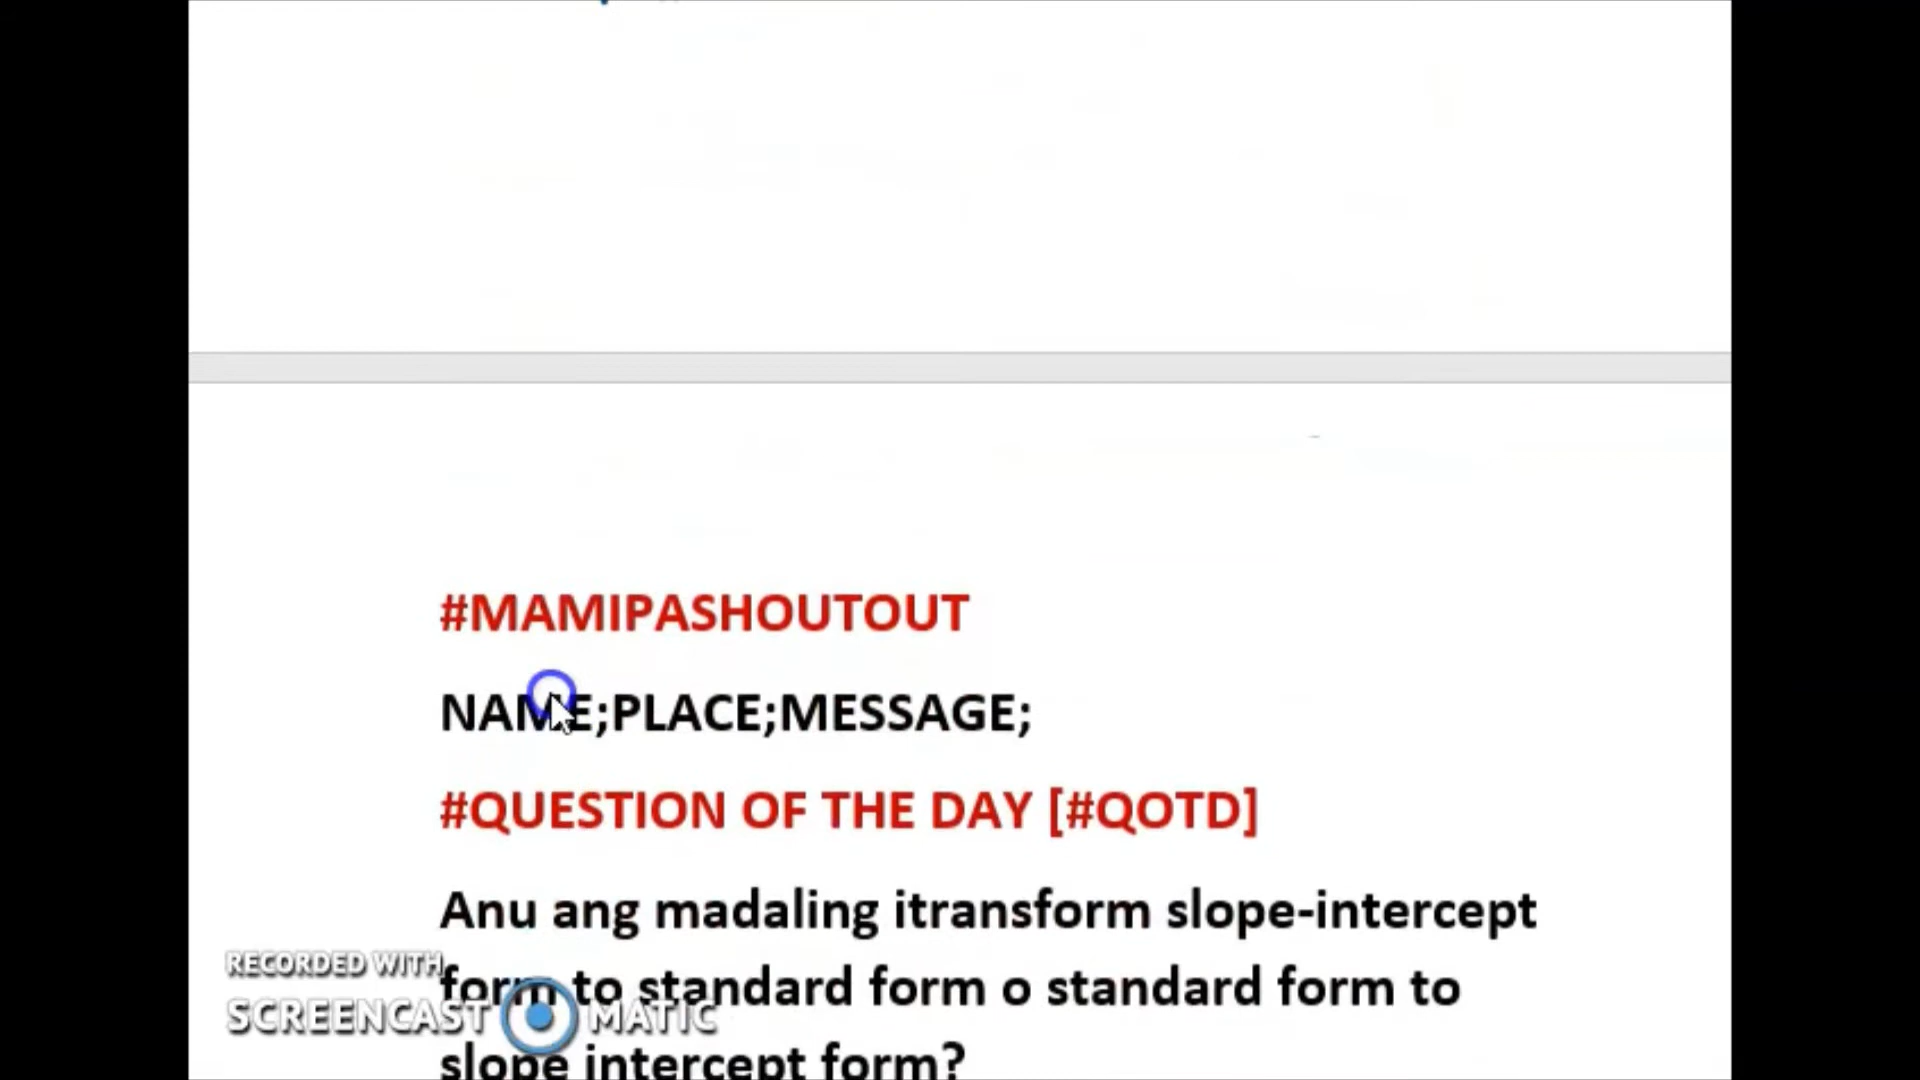 #MAMIPASHOUTOUT
NAME;PLACE;MESSAGE;
#QUESTION OF THE DAY [#QOTD]
Anu ang madaling itransform slope-intercept
form to standard form o standard form to
slope intercept form?
RECORDED WITH
SCREENCAST MATIC